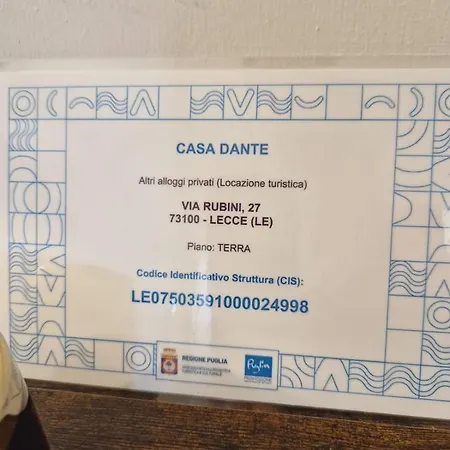 CASA DANTE
Altri alloggi privati (Locazione turistica)
VIA RUBINI, 27
73100 - LECCE (LE)
Piano: TERRA
Codice Identificativo Struttura (CIS):
LE07503591000024998
REGIONE PUGLIA
Puglia